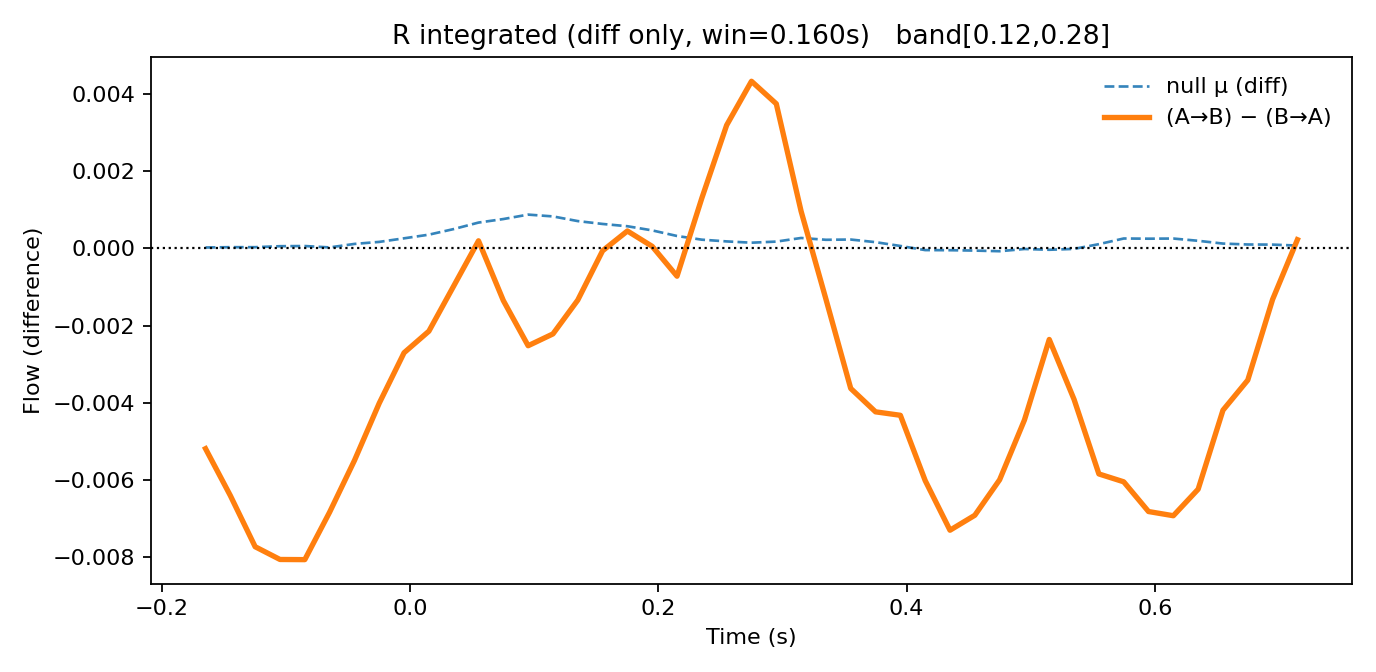 R integrated (diff only, win=0.160s)   band[0.12,0.28]
null μ (diff)
(A→B) − (B→A)
Flow (difference)
0.004
0.002
0.000
−0.002
−0.004
−0.006
−0.008
−0.2
0.0
0.2
0.4
0.6
Time (s)